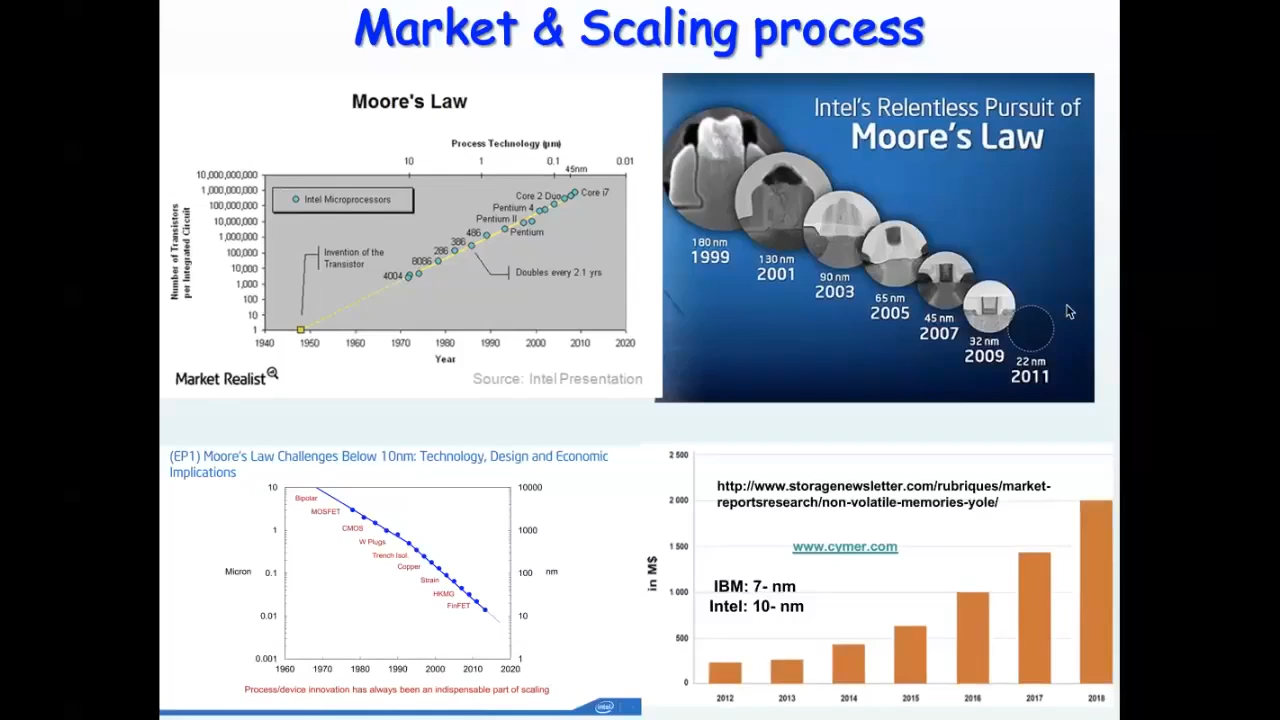 Market & Scaling process
Moore's Law
Process Technology (µm)
10 1 0.1 0.01
45nm
10,000,000,000
1,000,000,000
100,000,000
10,000,000
1,000,000
100,000
10,000
1,000
100
10
1
Number of Transistors
per Integrated Circuit
Intel Microprocessors
Core 2 Duo
Core i7
Pentium 4
Pentium II
Pentium
486
386
286
8086
4004
Invention of the
Transistor
Doubles every 2.1 yrs
1940 1950 1960 1970 1980 1990 2000 2010 2020
Year
Market Realist
Source: Intel Presentation
Intel's Relentless Pursuit of
Moore's Law
180 nm
1999
130 nm
2001
90 nm
2003
65 nm
2005
45 nm
2007
32 nm
2009
22 nm
2011
(EP1) Moore's Law Challenges Below 10nm: Technology, Design and Economic
Implications
10
1
0.1
0.01
0.001
Micron
10000
1000
100
10
1
nm
Bipolar
MOSFET
CMOS
W Plugs
Trench Isol.
Copper
Strain
HKMG
FinFET
1960 1970 1980 1990 2000 2010 2020
Process/device innovation has always been an indispensable part of scaling
intel
2 500
2 000
1 500
1 000
500
0
in M$
http://www.storagenewsletter.com/rubriques/market-
reportsresearch/non-volatile-memories-yole/
www.cymer.com
IBM: 7- nm
Intel: 10- nm
2012 2013 2014 2015 2016 2017 2018